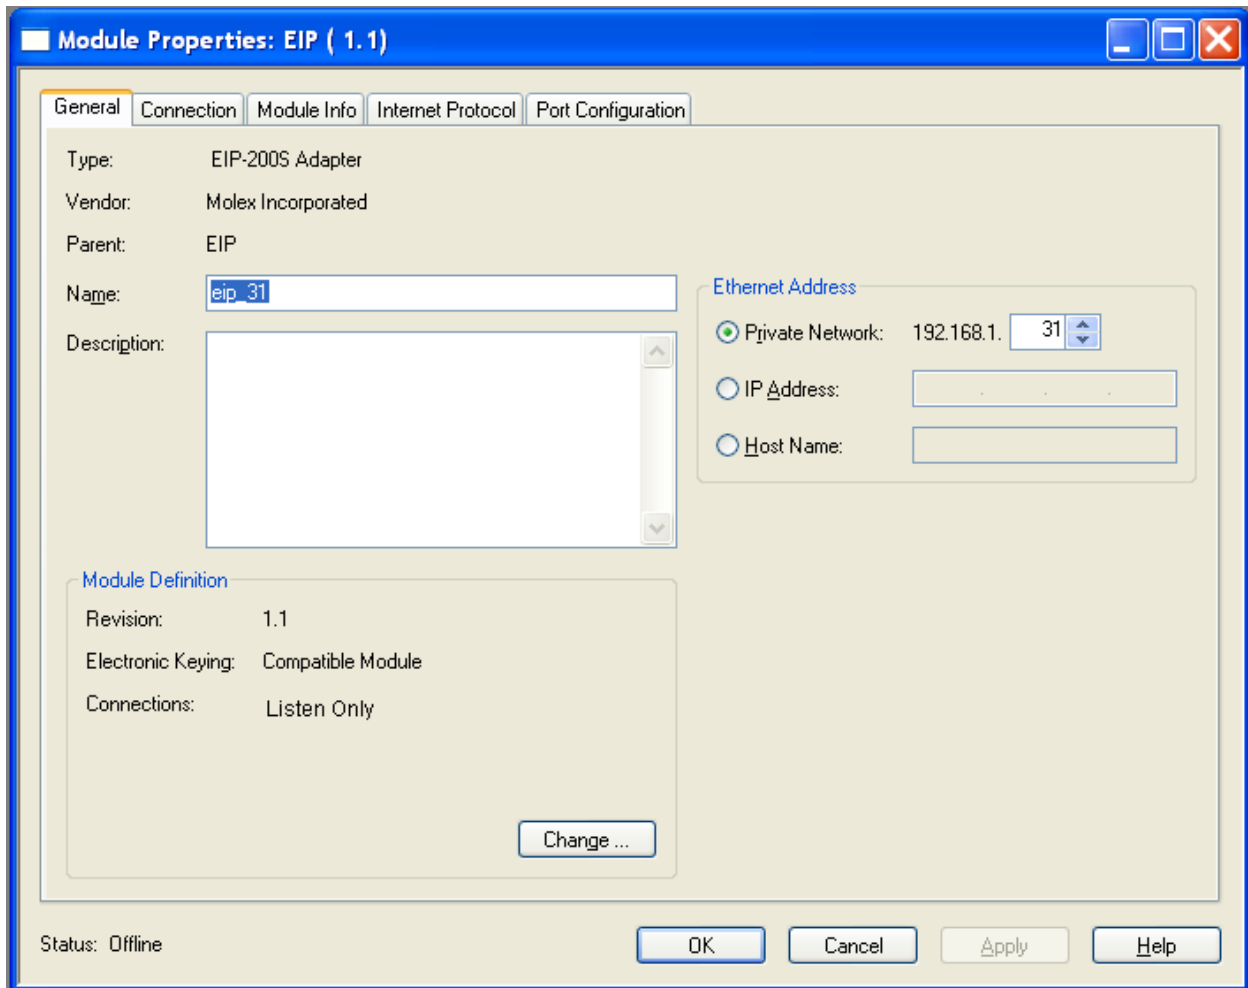 Module Properties: EIP ( 1.1)
General Connection Module Info Internet Protocol Port Configuration
Type: EIP-200S Adapter
Vendor: Molex Incorporated
Parent: EIP
Name: eip_31
Description:
Ethernet Address
Private Network: 192.168.1. 31
IP Address: . . .
Host Name:
Module Definition
Revision: 1.1
Electronic Keying: Compatible Module
Connections: Listen Only
Change ...
Status: Offline
OK Cancel Apply Help